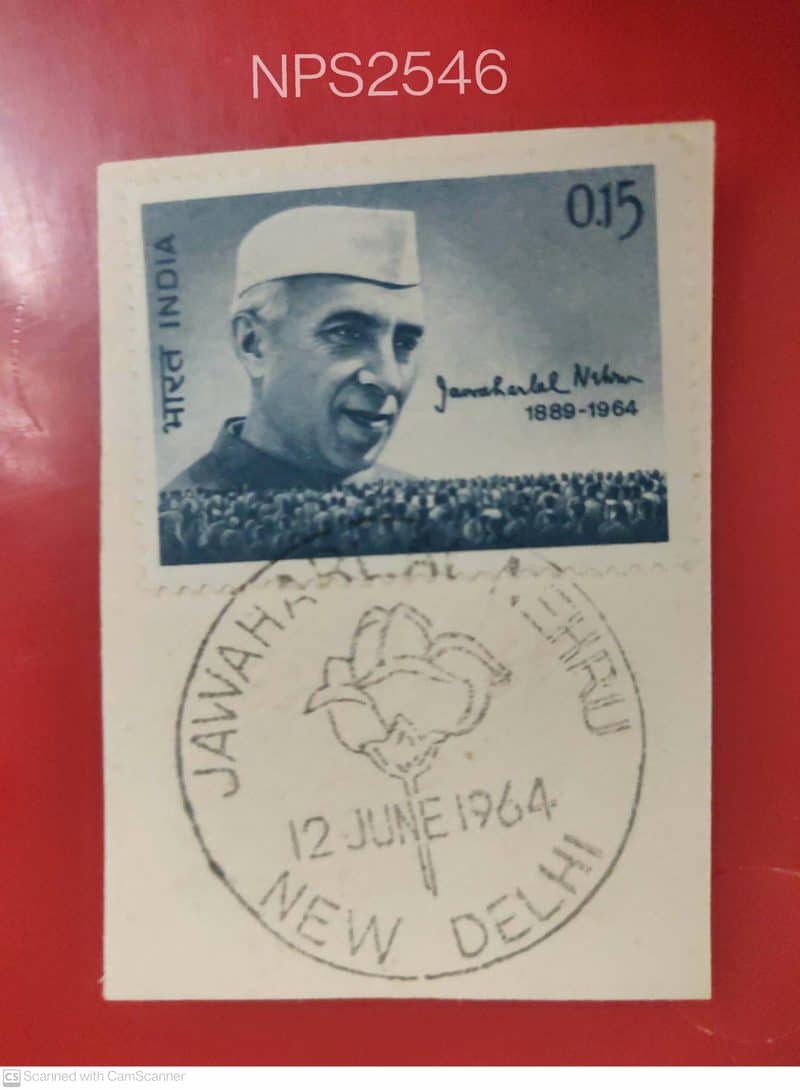 NPS2546
0.15
भारत INDIA
Jawaharlal Nehru
1889-1964
JAWAHARLAL NEHRU
12 JUNE 1964
NEW DELHI
CS Scanned with CamScanner